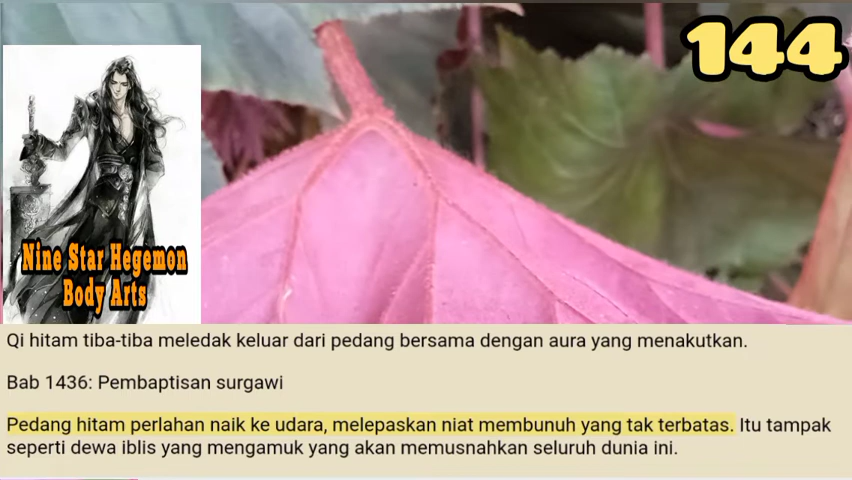 144
Nine Star Hegemon
Body Arts
Qi hitam tiba-tiba meledak keluar dari pedang bersama dengan aura yang menakutkan.
Bab 1436: Pembaptisan surgawi
Pedang hitam perlahan naik ke udara, melepaskan niat membunuh yang tak terbatas. Itu tampak
seperti dewa iblis yang mengamuk yang akan memusnahkan seluruh dunia ini.